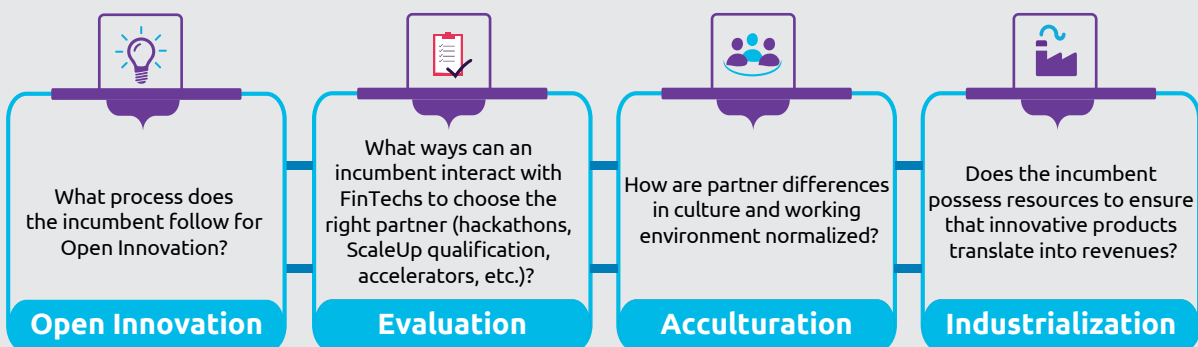 What process does
the incumbent follow for
Open Innovation?
Open Innovation
What ways can an
incumbent interact with
FinTechs to choose the
right partner (hackathons,
ScaleUp qualification,
accelerators, etc.)?
Evaluation
How are partner differences
in culture and working
environment normalized?
Acculturation
Does the incumbent
possess resources to ensure
that innovative products
translate into revenues?
Industrialization